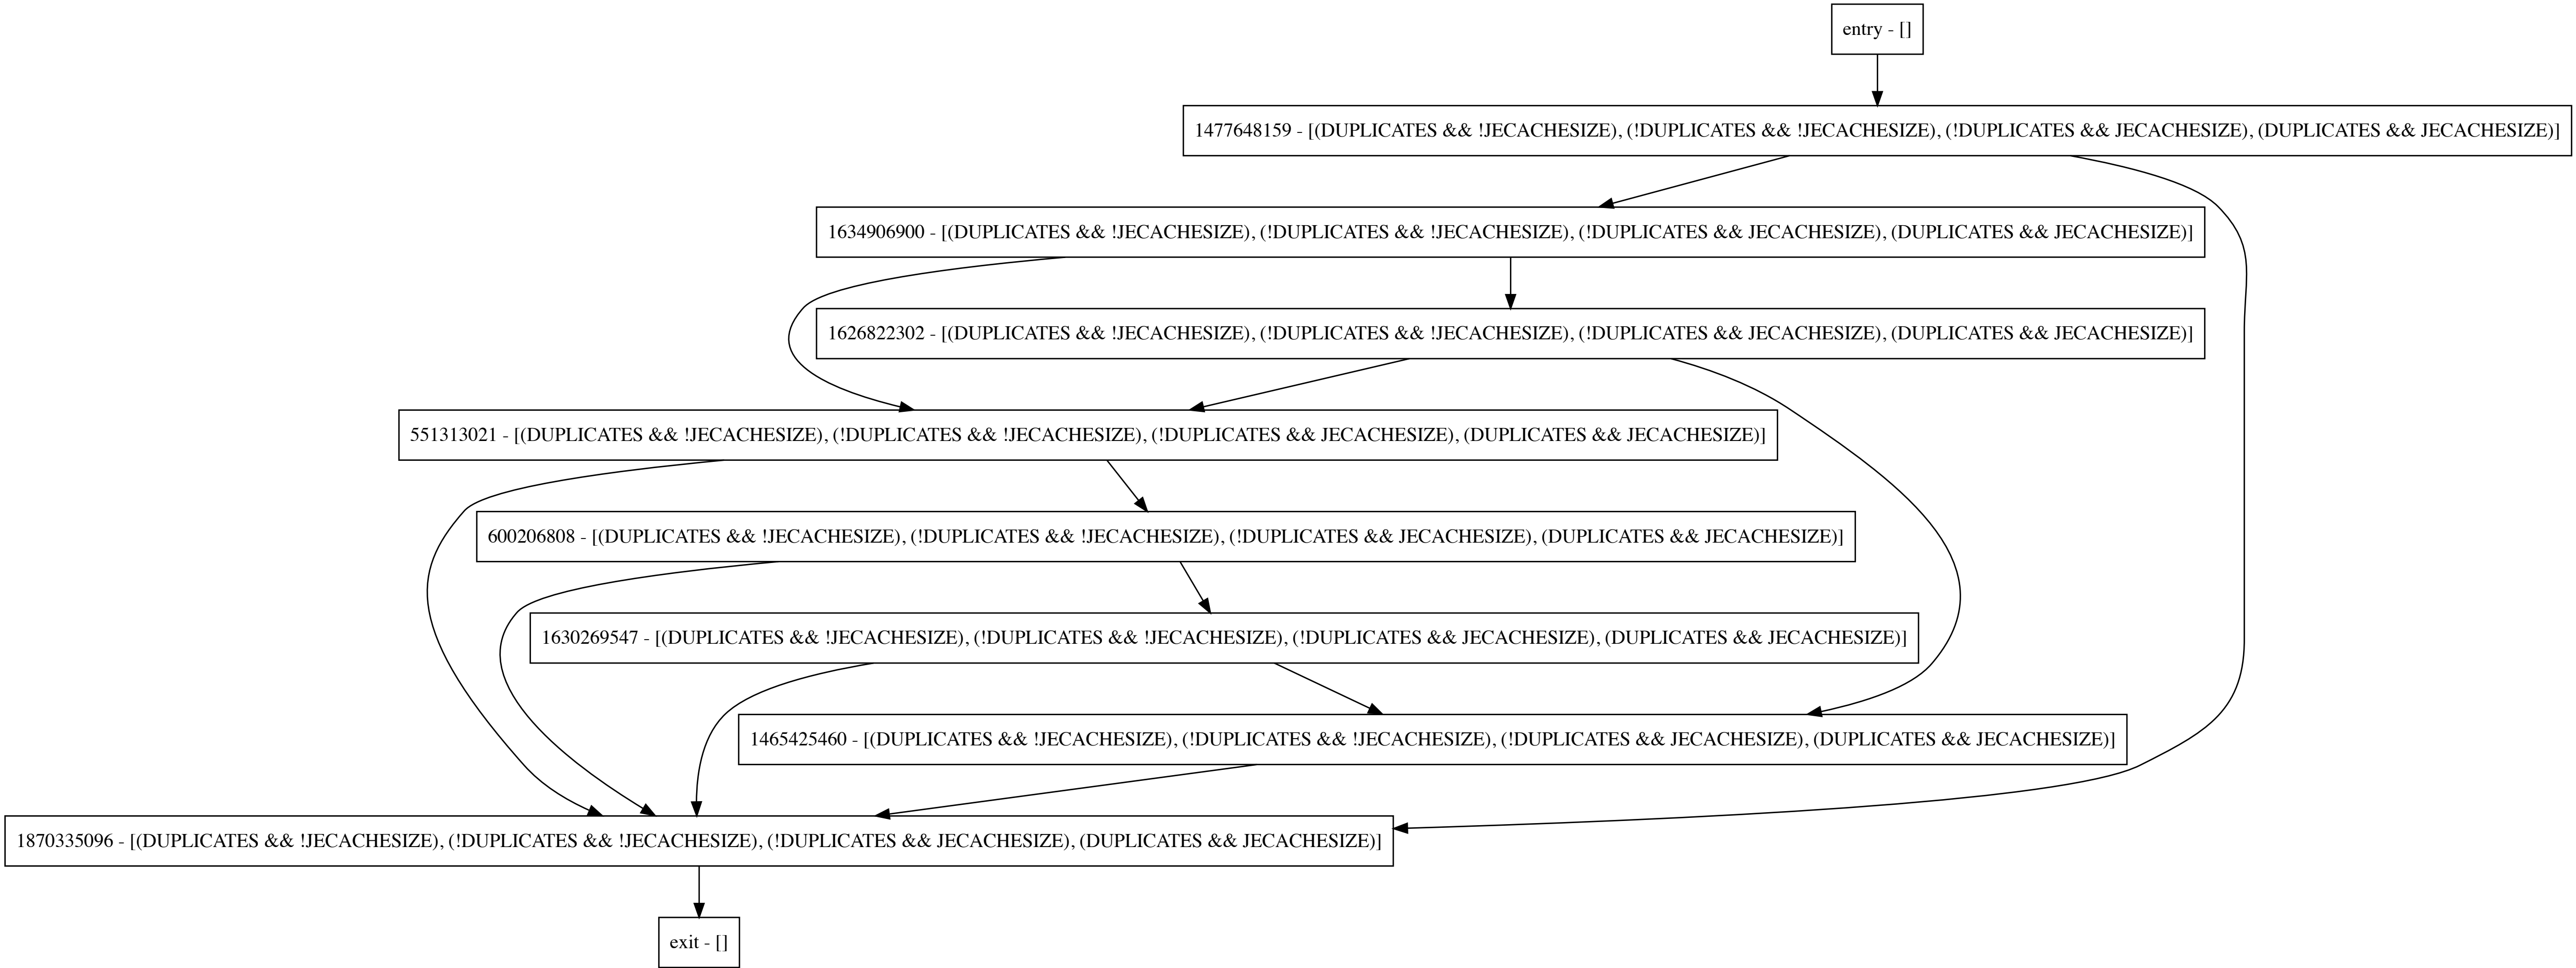 entry - []
1477648159 - [(DUPLICATES && !JECACHESIZE), (!DUPLICATES && !JECACHESIZE), (!DUPLICATES && JECACHESIZE), (DUPLICATES && JECACHESIZE)]
1634906900 - [(DUPLICATES && !JECACHESIZE), (!DUPLICATES && !JECACHESIZE), (!DUPLICATES && JECACHESIZE), (DUPLICATES && JECACHESIZE)]
1626822302 - [(DUPLICATES && !JECACHESIZE), (!DUPLICATES && !JECACHESIZE), (!DUPLICATES && JECACHESIZE), (DUPLICATES && JECACHESIZE)]
551313021 - [(DUPLICATES && !JECACHESIZE), (!DUPLICATES && !JECACHESIZE), (!DUPLICATES && JECACHESIZE), (DUPLICATES && JECACHESIZE)]
600206808 - [(DUPLICATES && !JECACHESIZE), (!DUPLICATES && !JECACHESIZE), (!DUPLICATES && JECACHESIZE), (DUPLICATES && JECACHESIZE)]
1630269547 - [(DUPLICATES && !JECACHESIZE), (!DUPLICATES && !JECACHESIZE), (!DUPLICATES && JECACHESIZE), (DUPLICATES && JECACHESIZE)]
1465425460 - [(DUPLICATES && !JECACHESIZE), (!DUPLICATES && !JECACHESIZE), (!DUPLICATES && JECACHESIZE), (DUPLICATES && JECACHESIZE)]
1870335096 - [(DUPLICATES && !JECACHESIZE), (!DUPLICATES && !JECACHESIZE), (!DUPLICATES && JECACHESIZE), (DUPLICATES && JECACHESIZE)]
exit - []